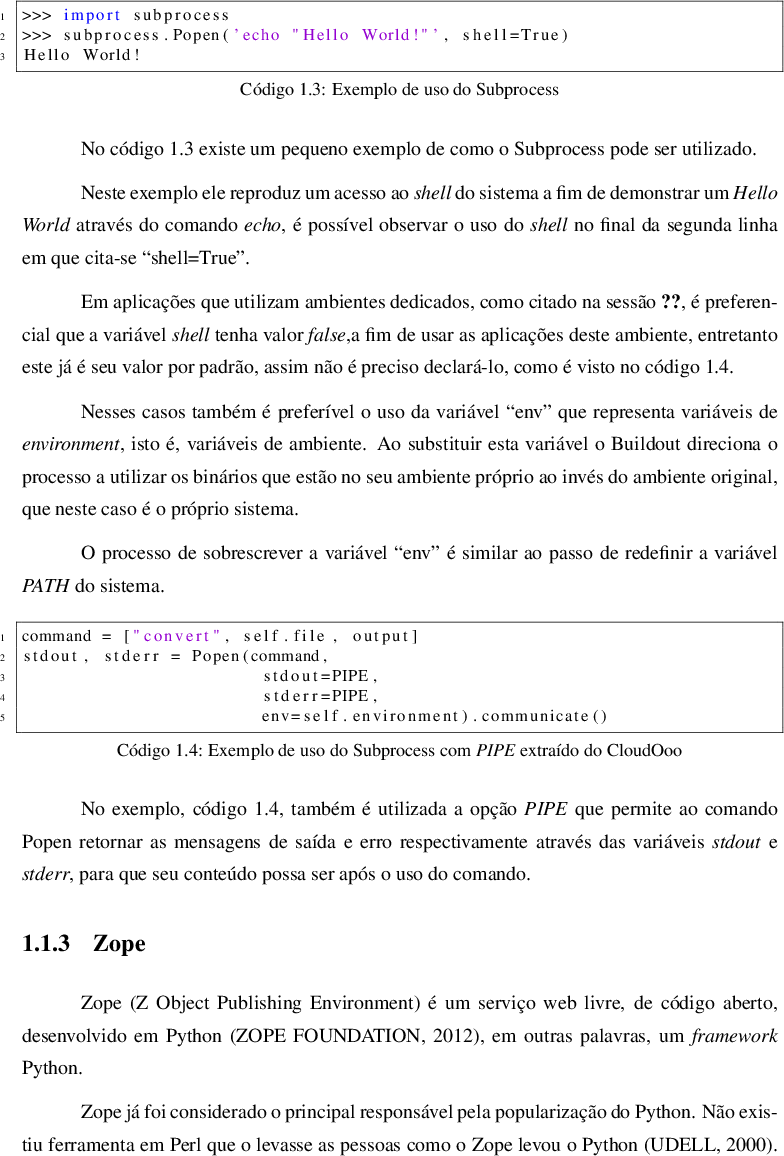 1 >>> import subprocess
2 >>> subprocess.Popen('echo "Hello World!"', shell=True)
3 Hello World!
Código 1.3: Exemplo de uso do Subprocess
No código 1.3 existe um pequeno exemplo de como o Subprocess pode ser utilizado.
Neste exemplo ele reproduz um acesso ao shell do sistema a fim de demonstrar um Hello
World através do comando echo, é possível observar o uso do shell no final da segunda linha
em que cita-se “shell=True”.
Em aplicações que utilizam ambientes dedicados, como citado na sessão ??, é preferen-
cial que a variável shell tenha valor false,a fim de usar as aplicações deste ambiente, entretanto
este já é seu valor por padrão, assim não é preciso declará-lo, como é visto no código 1.4.
Nesses casos também é preferível o uso da variável “env” que representa variáveis de
environment, isto é, variáveis de ambiente. Ao substituir esta variável o Buildout direciona o
processo a utilizar os binários que estão no seu ambiente próprio ao invés do ambiente original,
que neste caso é o próprio sistema.
O processo de sobrescrever a variável “env” é similar ao passo de redefinir a variável
PATH do sistema.
1 command = ["convert", self.file, output]
2 stdout, stderr = Popen(command,
3 stdout=PIPE,
4 stderr=PIPE,
5 env=self.environment).communicate()
Código 1.4: Exemplo de uso do Subprocess com PIPE extraído do CloudOoo
No exemplo, código 1.4, também é utilizada a opção PIPE que permite ao comando
Popen retornar as mensagens de saída e erro respectivamente através das variáveis stdout e
stderr, para que seu conteúdo possa ser após o uso do comando.
1.1.3 Zope
Zope (Z Object Publishing Environment) é um serviço web livre, de código aberto,
desenvolvido em Python (ZOPE FOUNDATION, 2012), em outras palavras, um framework
Python.
Zope já foi considerado o principal responsável pela popularização do Python. Não exis-
tiu ferramenta em Perl que o levasse as pessoas como o Zope levou o Python (UDELL, 2000).